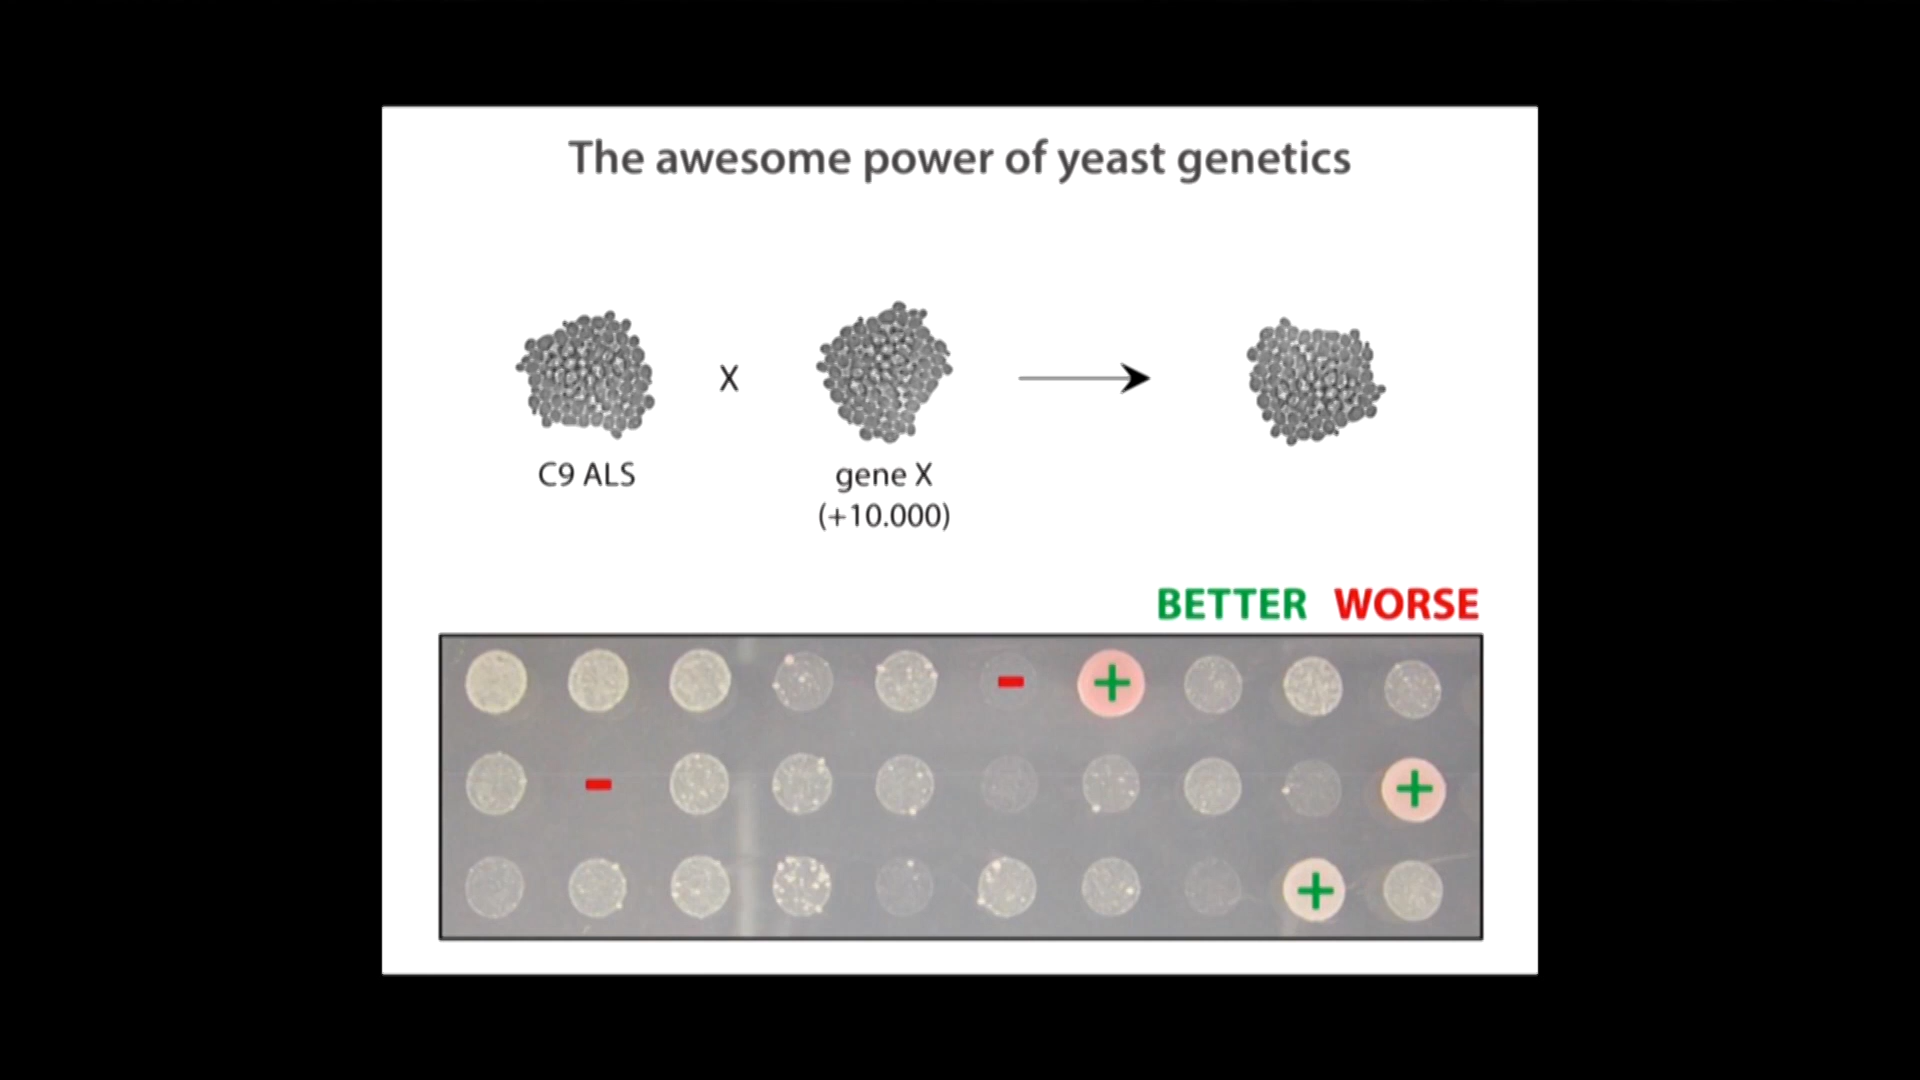 The awesome power of yeast genetics
X
C9 ALS
gene X
(+10.000)
BETTER WORSE
- +
- +
+